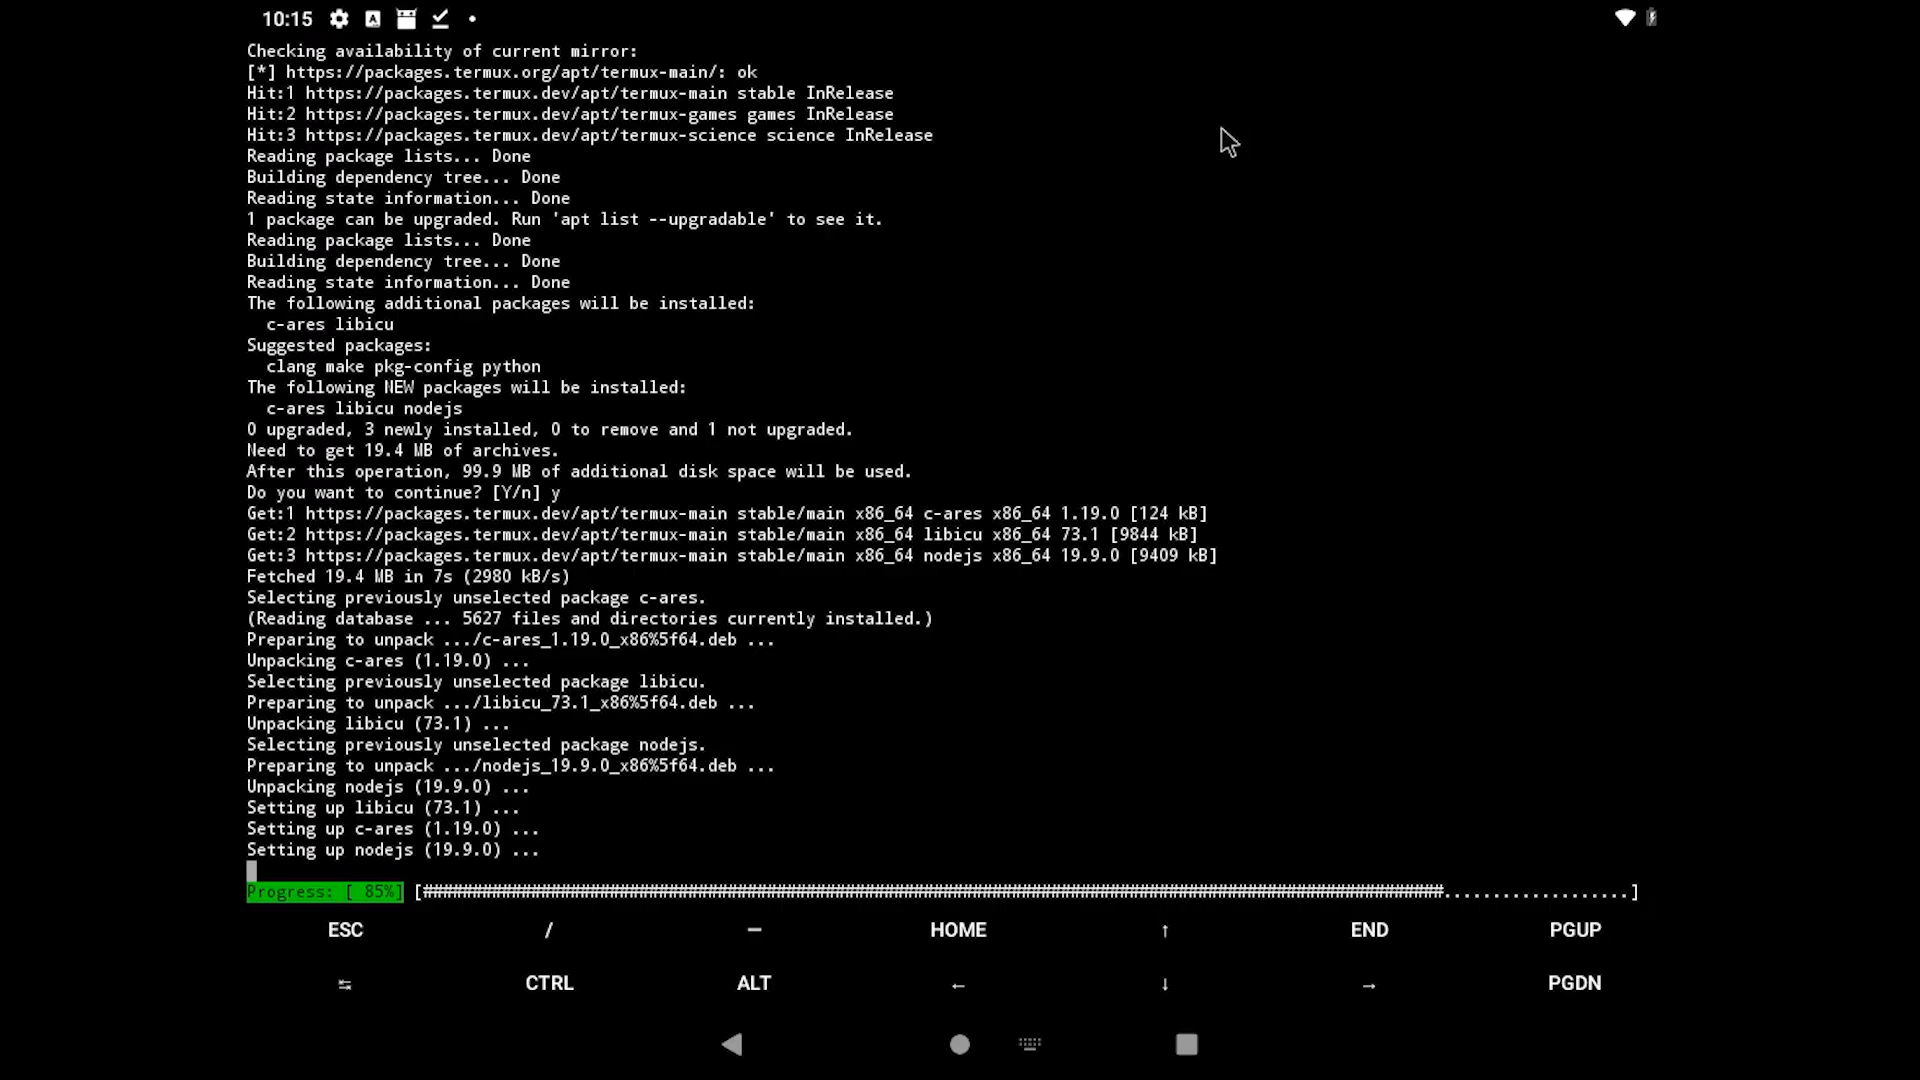 10:15
Checking availability of current mirror:
[*] https://packages.termux.org/apt/termux-main/: ok
Hit:1 https://packages.termux.dev/apt/termux-main stable InRelease
Hit:2 https://packages.termux.dev/apt/termux-games games InRelease
Hit:3 https://packages.termux.dev/apt/termux-science science InRelease
Reading package lists... Done
Building dependency tree... Done
Reading state information... Done
1 package can be upgraded. Run 'apt list --upgradable' to see it.
Reading package lists... Done
Building dependency tree... Done
Reading state information... Done
The following additional packages will be installed:
  c-ares libicu
Suggested packages:
  clang make pkg-config python
The following NEW packages will be installed:
  c-ares libicu nodejs
0 upgraded, 3 newly installed, 0 to remove and 1 not upgraded.
Need to get 19.4 MB of archives.
After this operation, 99.9 MB of additional disk space will be used.
Do you want to continue? [Y/n] y
Get:1 https://packages.termux.dev/apt/termux-main stable/main x86_64 c-ares x86_64 1.19.0 [124 kB]
Get:2 https://packages.termux.dev/apt/termux-main stable/main x86_64 libicu x86_64 73.1 [9844 kB]
Get:3 https://packages.termux.dev/apt/termux-main stable/main x86_64 nodejs x86_64 19.9.0 [9409 kB]
Fetched 19.4 MB in 7s (2980 kB/s)
Selecting previously unselected package c-ares.
(Reading database ... 5627 files and directories currently installed.)
Preparing to unpack .../c-ares_1.19.0_x86%5f64.deb ...
Unpacking c-ares (1.19.0) ...
Selecting previously unselected package libicu.
Preparing to unpack .../libicu_73.1_x86%5f64.deb ...
Unpacking libicu (73.1) ...
Selecting previously unselected package nodejs.
Preparing to unpack .../nodejs_19.9.0_x86%5f64.deb ...
Unpacking nodejs (19.9.0) ...
Setting up libicu (73.1) ...
Setting up c-ares (1.19.0) ...
Setting up nodejs (19.9.0) ...
Progress: [ 85%] [########################################################################################################...................]
ESC / — HOME ↑ END PGUP
↹ CTRL ALT ← ↓ → PGDN